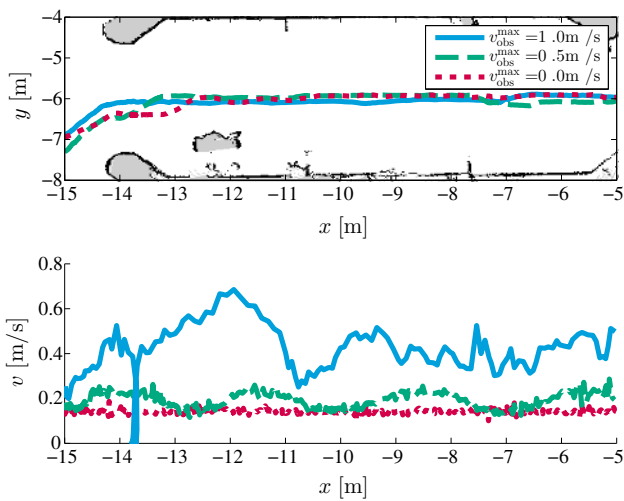 −4
−5
−6
−7
−8
y [m]
v_obs^max =1 .0m /s
v_obs^max =0 .5m /s
v_obs^max =0 .0m /s
−15 −14 −13 −12 −11 −10 −9 −8 −7 −6 −5
x [m]
0.8
0.6
0.4
0.2
0
v [m/s]
−15 −14 −13 −12 −11 −10 −9 −8 −7 −6 −5
x [m]